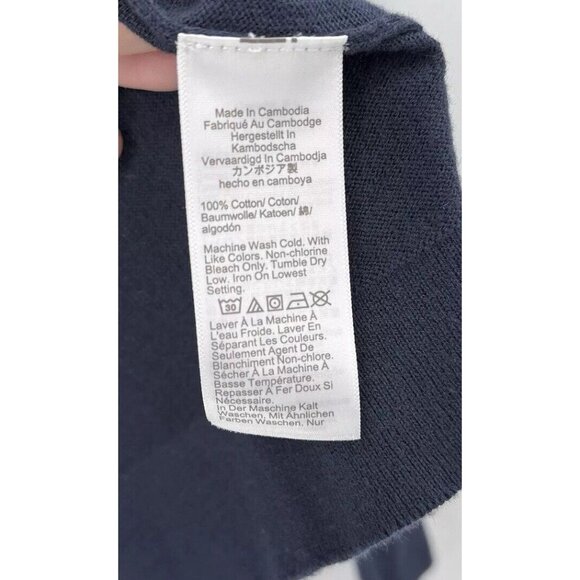 Made In Cambodia
Fabriqué Au Cambodge
Hergestellt In
Kambodscha
Vervaardigd In Cambodja
カンボジア製
hecho en camboya
100% Cotton/ Coton/
Baumwolle/ Katoen/ 綿/
algodón
Machine Wash Cold. With
Like Colors. Non-chlorine
Bleach Only. Tumble Dry
Low. Iron On Lowest
Setting.
30
Laver À La Machine À
L'eau Froide. Laver En
Séparant Les Couleurs.
Seulement Agent De
Blanchiment Non-chlore.
Sécher À La Machine À
Basse Température.
Repasser À Fer Doux Si
Nécessaire.
In Der Maschine Kalt
Waschen. Mit Ähnlichen
Farben Waschen. Nur